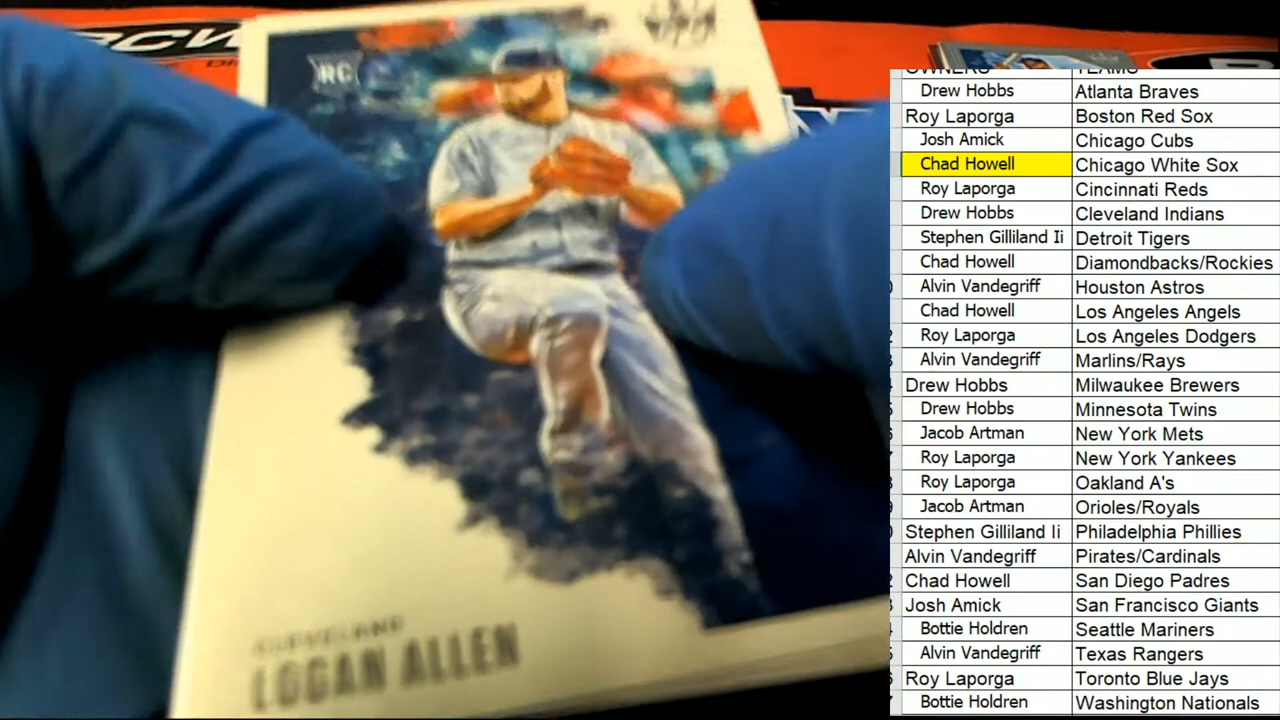 RCW
DI
RC
CLEVELAND
LOGAN ALLEN
OWNERS TEAMS
Drew Hobbs Atlanta Braves
Roy Laporga Boston Red Sox
Josh Amick Chicago Cubs
Chad Howell Chicago White Sox
Roy Laporga Cincinnati Reds
Drew Hobbs Cleveland Indians
Stephen Gilliland Ii Detroit Tigers
Chad Howell Diamondbacks/Rockies
Alvin Vandegriff Houston Astros
Chad Howell Los Angeles Angels
Roy Laporga Los Angeles Dodgers
Alvin Vandegriff Marlins/Rays
Drew Hobbs Milwaukee Brewers
Drew Hobbs Minnesota Twins
Jacob Artman New York Mets
Roy Laporga New York Yankees
Roy Laporga Oakland A's
Jacob Artman Orioles/Royals
Stephen Gilliland Ii Philadelphia Phillies
Alvin Vandegriff Pirates/Cardinals
Chad Howell San Diego Padres
Josh Amick San Francisco Giants
Bottie Holdren Seattle Mariners
Alvin Vandegriff Texas Rangers
Roy Laporga Toronto Blue Jays
Bottie Holdren Washington Nationals